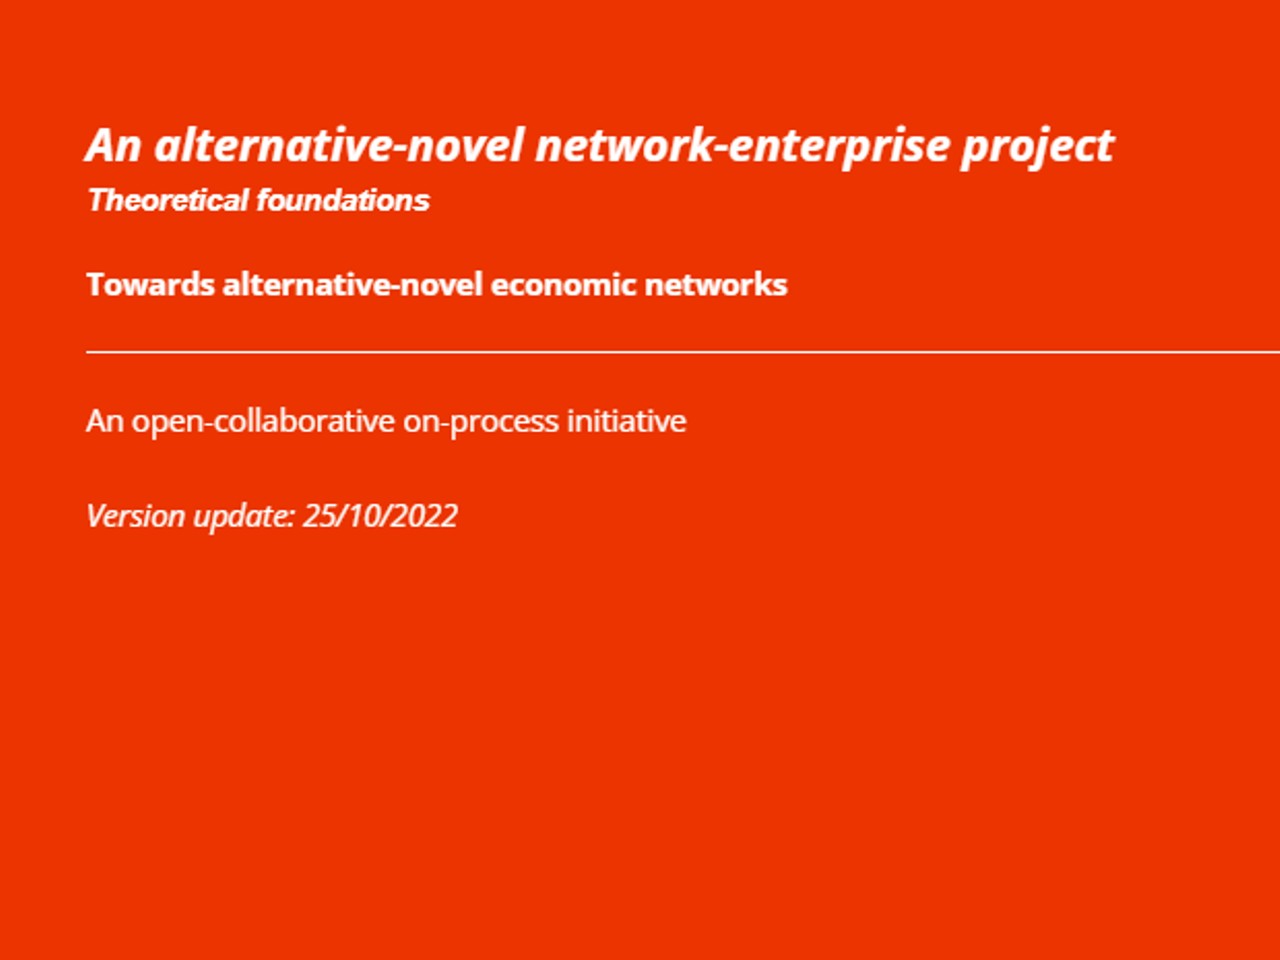 An alternative-novel network-enterprise project
Theoretical foundations
Towards alternative-novel economic networks
An open-collaborative on-process initiative
Version update: 25/10/2022